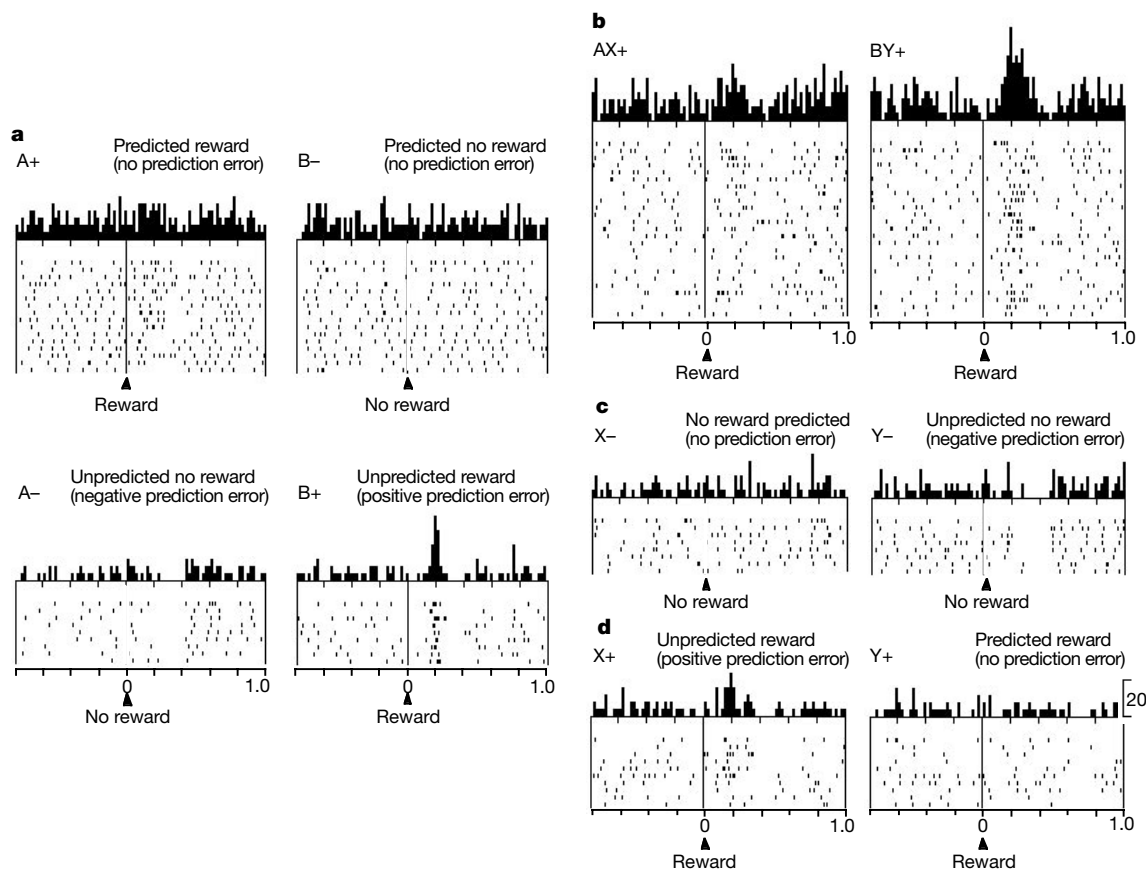 a
A+
Predicted reward
(no prediction error)
B–
Predicted no reward
(no prediction error)
Reward
No reward
A–
Unpredicted no reward
(negative prediction error)
B+
Unpredicted reward
(positive prediction error)
0
1.0
No reward
0
1.0
Reward
b
AX+
BY+
0
1.0
Reward
0
1.0
Reward
c
X–
No reward predicted
(no prediction error)
Y–
Unpredicted no reward
(negative prediction error)
No reward
No reward
d
X+
Unpredicted reward
(positive prediction error)
Y+
Predicted reward
(no prediction error)
20
0
1.0
Reward
0
1.0
Reward